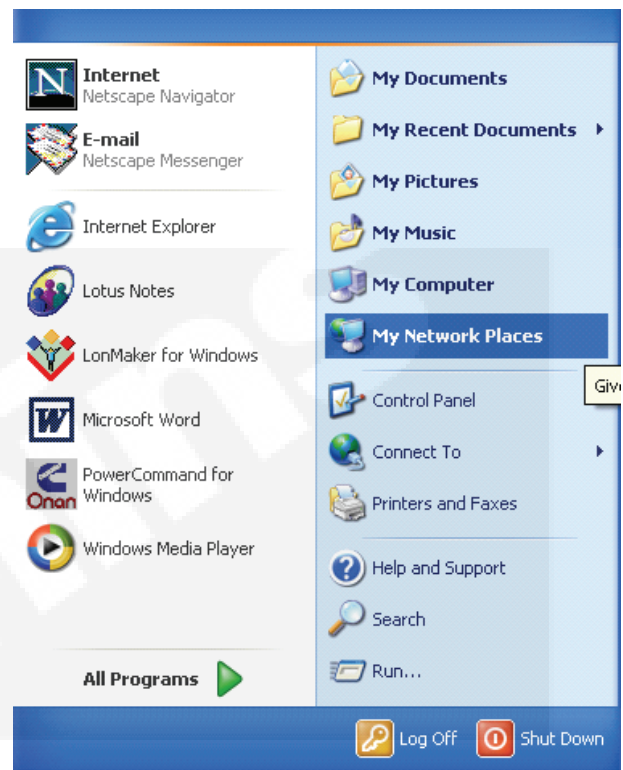 Internet
Netscape Navigator
E-mail
Netscape Messenger
Internet Explorer
Lotus Notes
LonMaker for Windows
Microsoft Word
Onan
PowerCommand for
Windows
Windows Media Player
All Programs
My Documents
My Recent Documents
My Pictures
My Music
My Computer
My Network Places
Control Panel
Connect To
Printers and Faxes
Help and Support
Search
Run...
Log Off
Shut Down